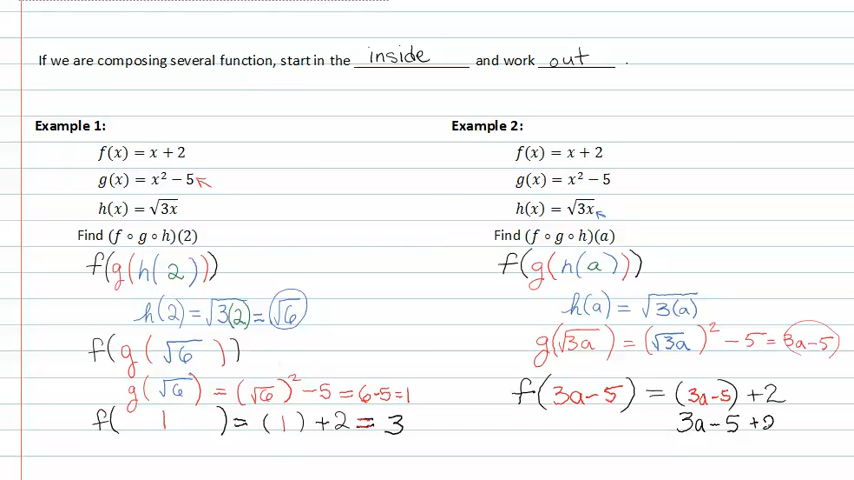 If we are composing several function, start in the inside and work out .
Example 1:
f(x) = x + 2
g(x) = x² − 5
h(x) = √3x
Find (f ∘ g ∘ h)(2)
f(g(h(2)))
h(2) = √3(2) = √6
f(g(√6))
g(√6) = (√6)² − 5 = 6-5 = 1
f( 1 ) = (1) + 2 = 3
Example 2:
f(x) = x + 2
g(x) = x² − 5
h(x) = √3x
Find (f ∘ g ∘ h)(a)
f(g(h(a)))
h(a) = √3(a)
g(√3a) = (√3a)² − 5 = 3a-5
f(3a-5) = (3a-5) + 2
3a - 5 + 2